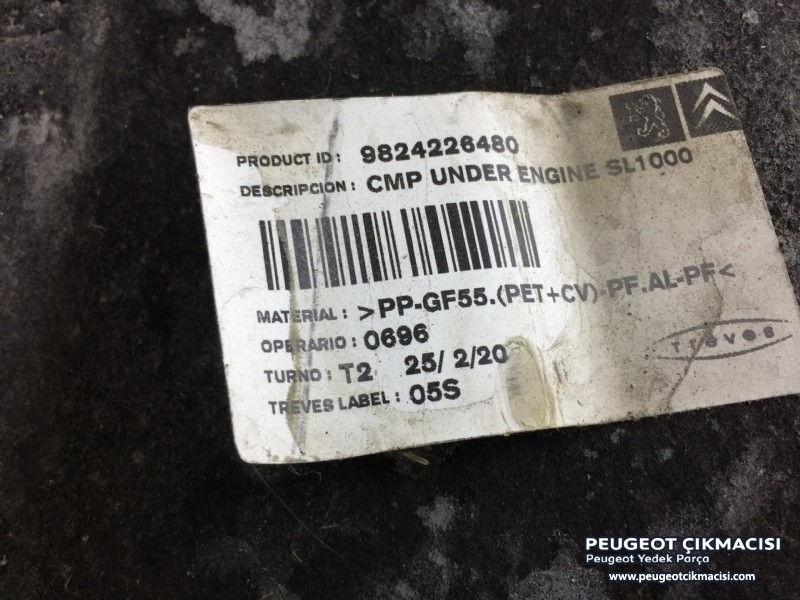 PRODUCT ID: 9824226480
DESCRIPCION: CMP UNDER ENGINE SL1000
MATERIAL: >PP-GF55.(PET+CV)-PF.AL-PF<
OPERARIO: 0696
TURNO: T2 25/ 2/20
TREVES LABEL: 05S
Treves
PEUGEOT ÇIKMACISI
Peugeot Yedek Parça
www.peugeotcikmacisi.com